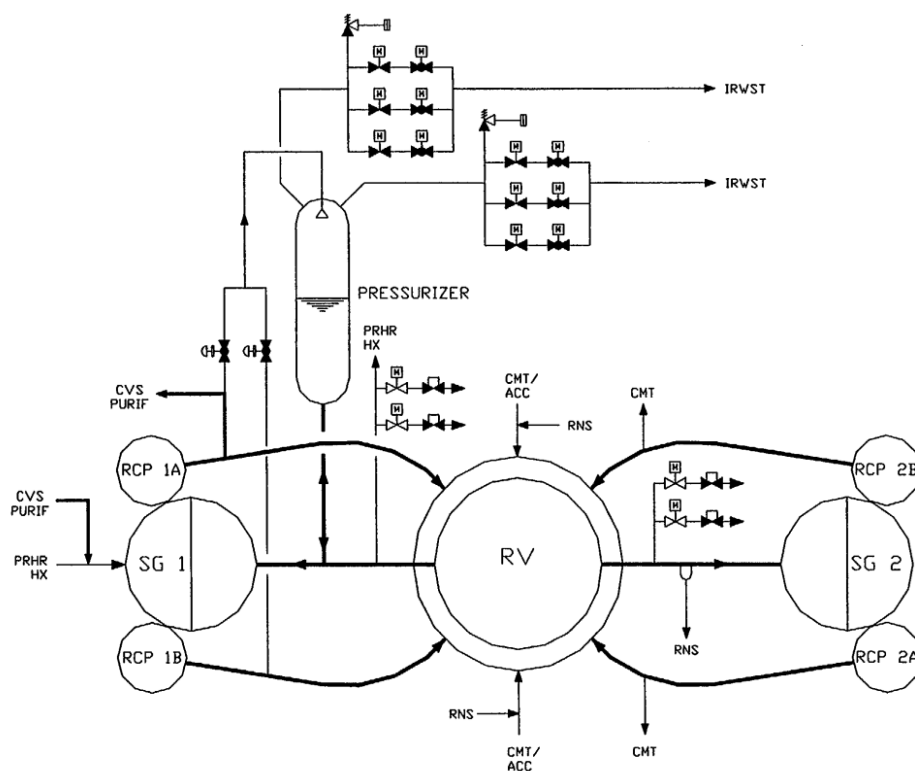 M
M
IRWST
M
M
M
M
M
M
IRWST
M
M
M
M
PRESSURIZER
H
H
PRHR
HX
M
CVS
PURIF
M
CMT/
ACC
CMT
RNS
RCP 1A
RCP 2B
M
CVS
PURIF
M
PRHR
HX
SG 1
RV
SG 2
RNS
RCP 1B
RCP 2A
RNS
CMT/
ACC
CMT